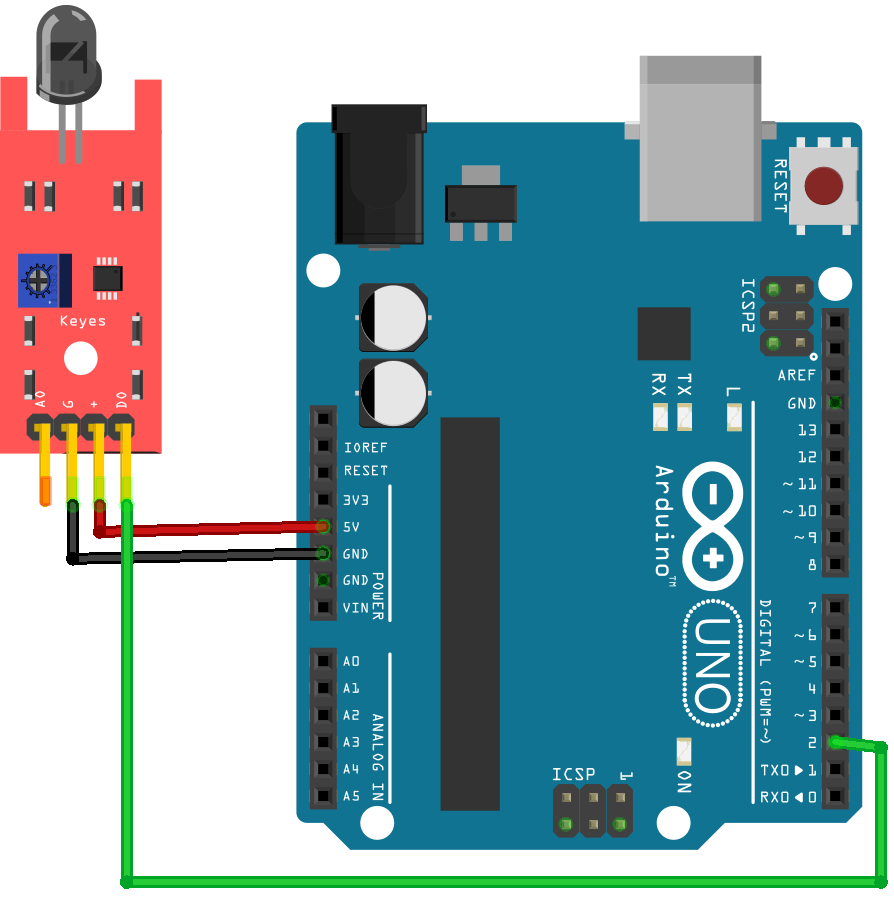 Keyes
A0
G
+
D0
RESET
ICSP2
IOREF
RESET
3V3
5V
GND
GND
VIN
POWER
A0
A1
A2
A3
A4
A5
ANALOG IN
RX
TX
L
Arduino™
UNO
ON
ICSP
1
AREF
GND
13
12
~11
~10
~9
8
7
~6
~5
4
~3
2
TX0▶1
RX0◀0
DIGITAL (PWM=~)